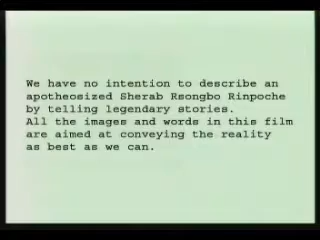 We have no intention to describe an
apotheosized Sherab Rsongbo Rinpoche
by telling legendary stories.
All the images and words in this film
are aimed at conveying the reality
as best as we can.